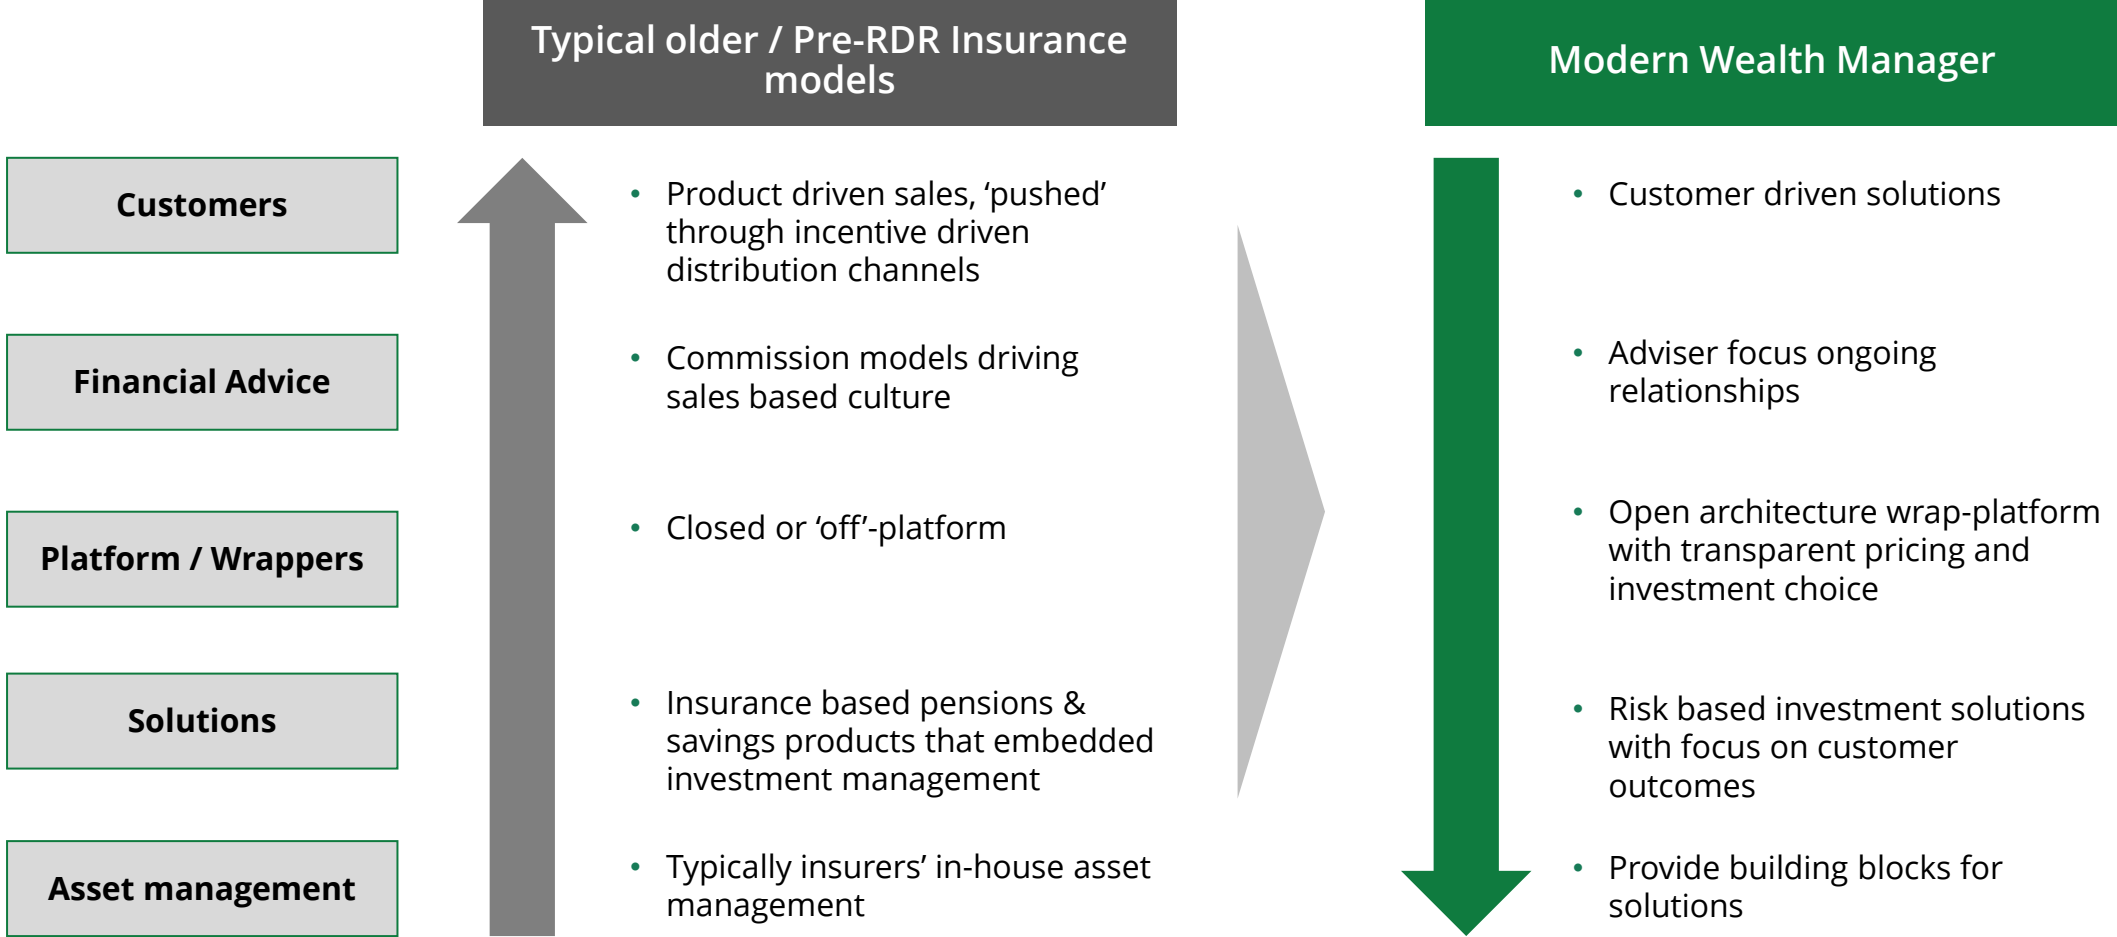 Typical older / Pre-RDR Insurance
models
Modern Wealth Manager
Customers
• Product driven sales, ‘pushed’
through incentive driven
distribution channels
• Customer driven solutions
Financial Advice
• Commission models driving
sales based culture
• Adviser focus ongoing
relationships
Platform / Wrappers
• Closed or ‘off’-platform
• Open architecture wrap-platform
with transparent pricing and
investment choice
Solutions
• Insurance based pensions &
savings products that embedded
investment management
• Risk based investment solutions
with focus on customer
outcomes
Asset management
• Typically insurers’ in-house asset
management
• Provide building blocks for
solutions